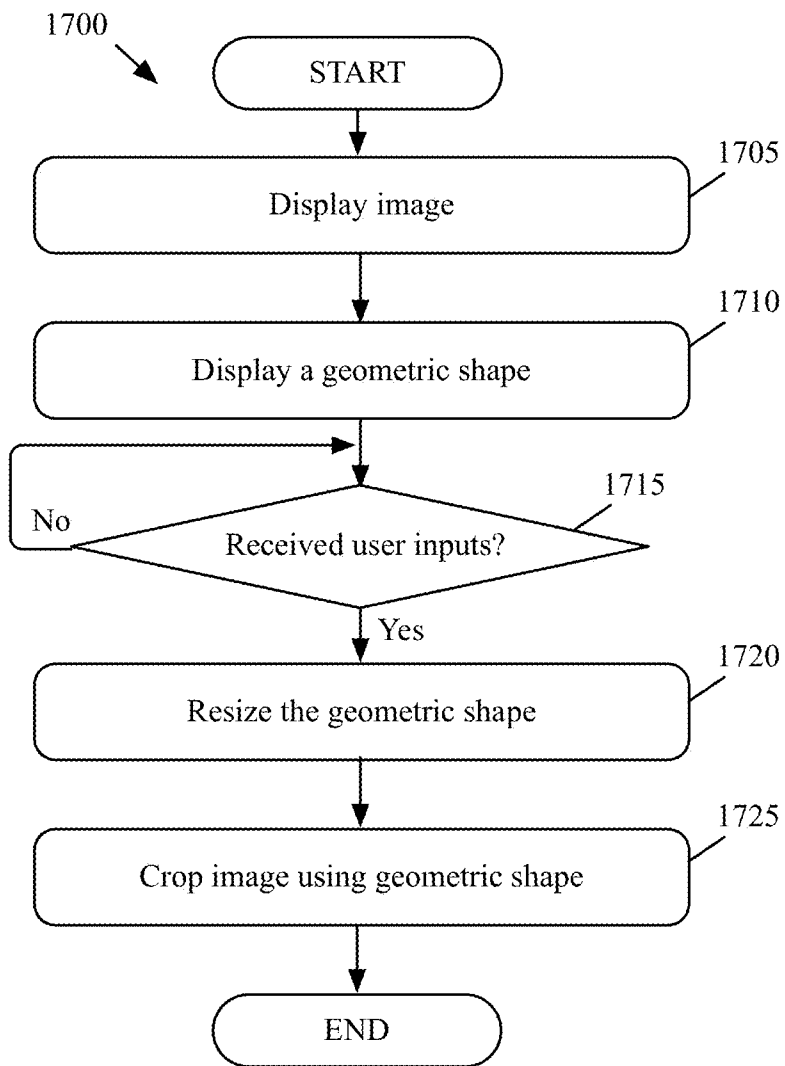 1700
START
1705
Display image
1710
Display a geometric shape
1715
No
Received user inputs?
Yes
1720
Resize the geometric shape
1725
Crop image using geometric shape
END